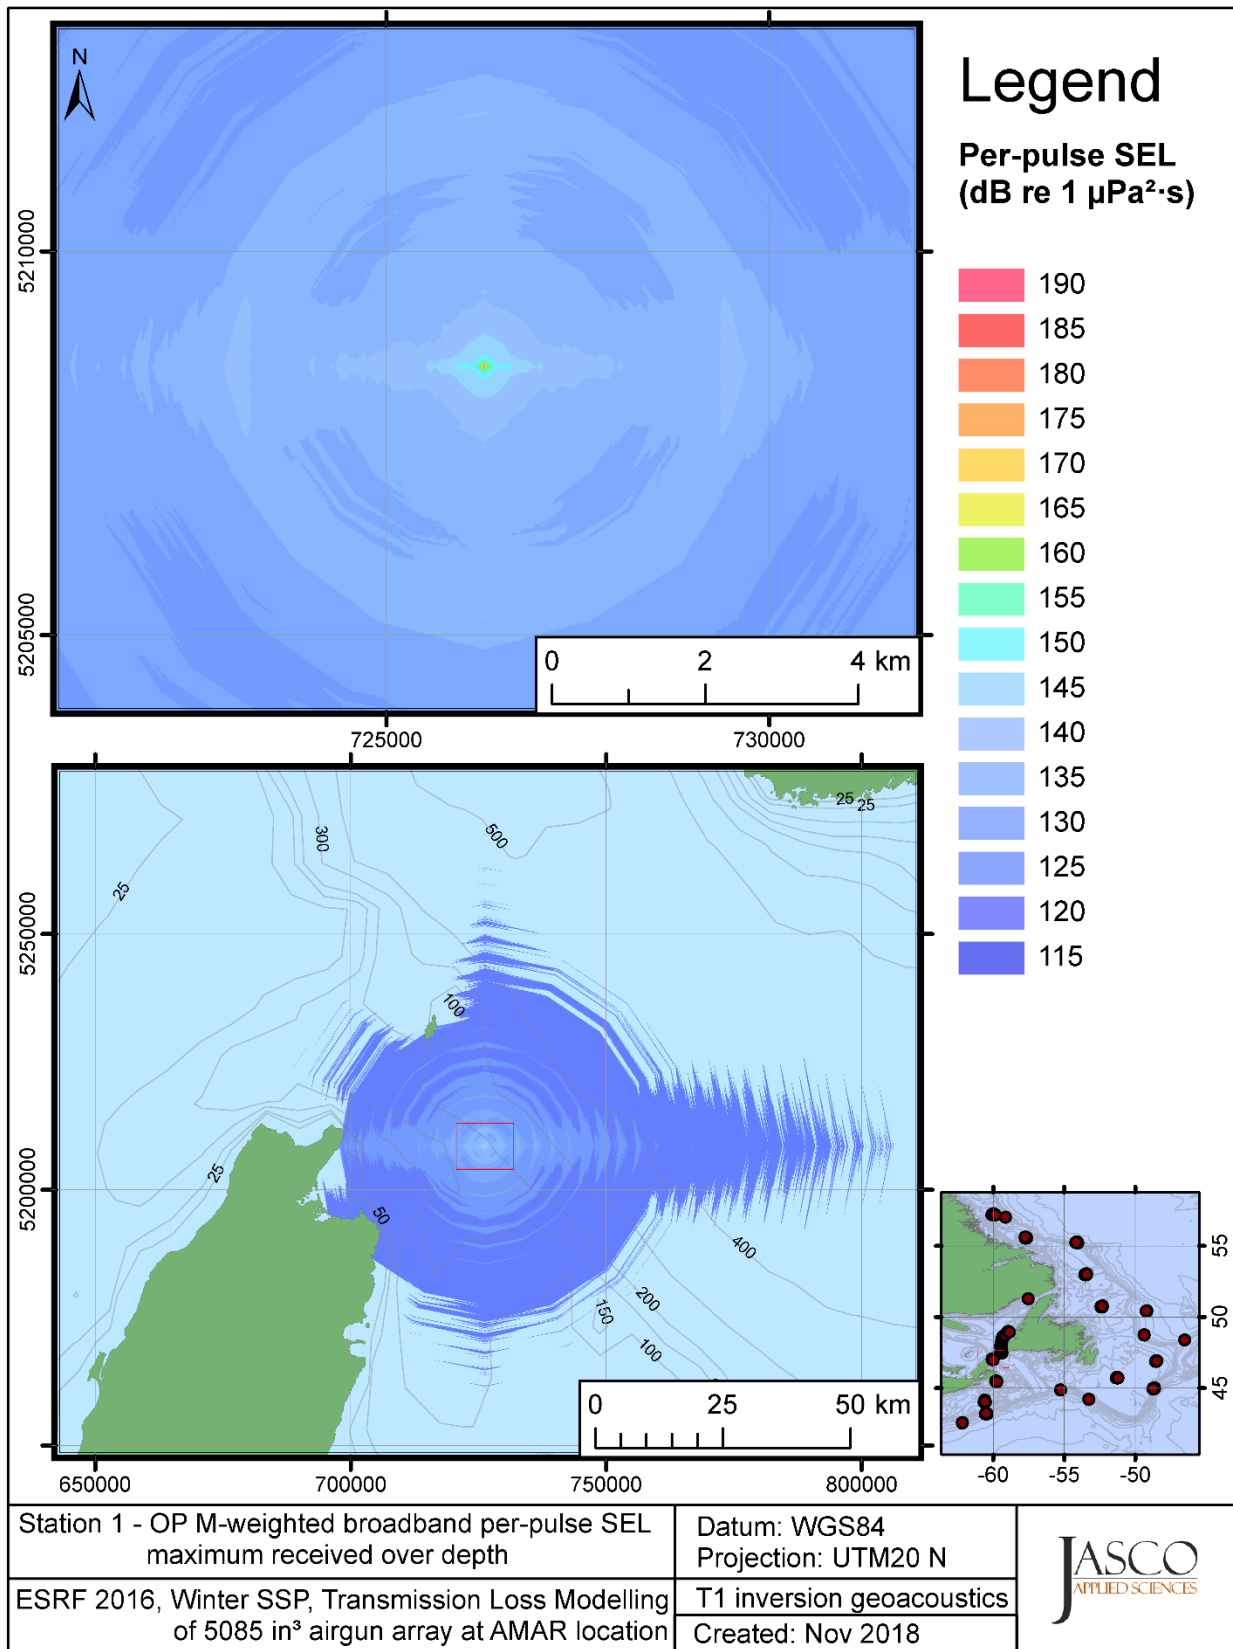 N
5210000
5205000
0 2 4 km
725000 730000
Legend
Per-pulse SEL
(dB re 1 µPa²·s)
190
185
180
175
170
165
160
155
150
145
140
135
130
125
120
115
5250000
5200000
25
300
500
25 25
100
25
50
400
200
150
100
0 25 50 km
650000 700000 750000 800000
55
50
45
-60 -55 -50
Station 1 - OP M-weighted broadband per-pulse SEL
maximum received over depth
ESRF 2016, Winter SSP, Transmission Loss Modelling
of 5085 in³ airgun array at AMAR location
Datum: WGS84
Projection: UTM20 N
T1 inversion geoacoustics
Created: Nov 2018
JASCO
APPLIED SCIENCES